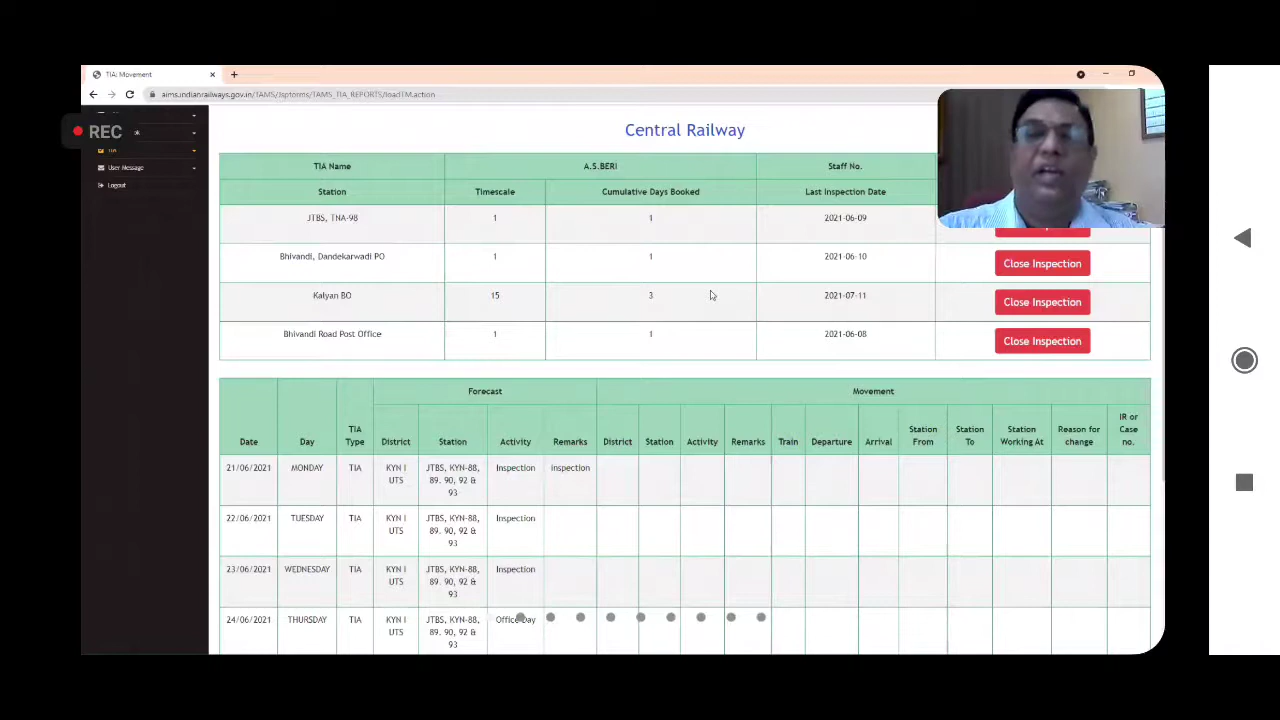 TIA: Movement
aims.indianrailways.gov.in/TAMS/Jspforms/TAMS_TIA_REPORTS/loadTM.action
REC
TIA
User Message
Logout
Central Railway
TIA Name A.S.BERI Staff No.
Station Timescale Cumulative Days Booked Last Inspection Date
JTBS, TNA-98 1 1 2021-06-09
Bhivandi, Dandekarwadi PO 1 1 2021-06-10 Close Inspection
Kalyan BO 15 3 2021-07-11 Close Inspection
Bhivandi Road Post Office 1 1 2021-06-08 Close Inspection
Forecast Movement
Date Day TIA Type District Station Activity Remarks District Station Activity Remarks Train Departure Arrival Station From Station To Station Working At Reason for change IR or Case no.
21/06/2021 MONDAY TIA KYN I UTS JTBS, KYN-88, 89. 90, 92 & 93 Inspection Inspection
22/06/2021 TUESDAY TIA KYN I UTS JTBS, KYN-88, 89. 90, 92 & 93 Inspection
23/06/2021 WEDNESDAY TIA KYN I UTS JTBS, KYN-88, 89. 90, 92 & 93 Inspection
24/06/2021 THURSDAY TIA KYN I UTS JTBS, KYN-88, 89. 90, 92 & 93 Office Day